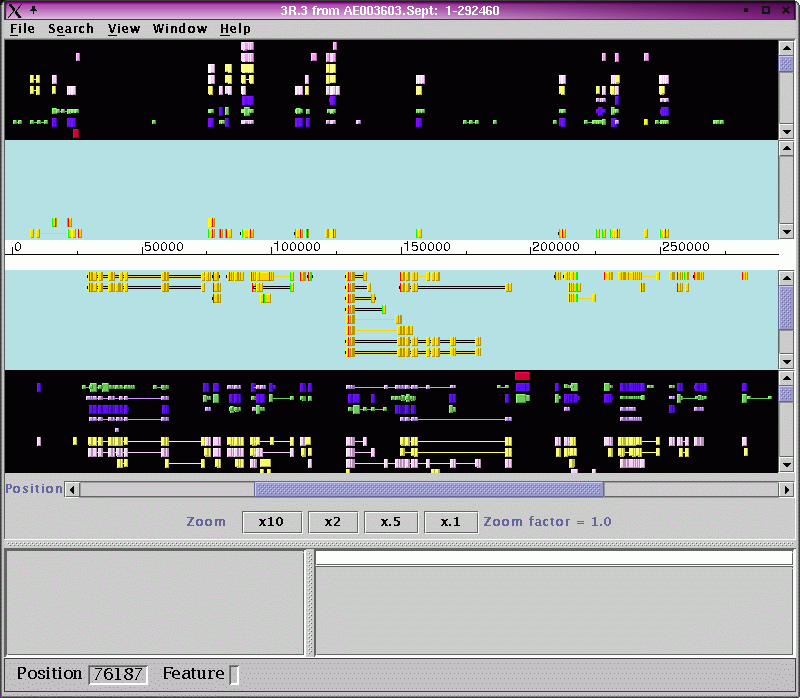 3R.3 from AE003603.Sept: 1-292460
File Search View Window Help
0 50000 100000 150000 200000 250000
Position
Zoom x10 x2 x.5 x.1 Zoom factor = 1.0
Position 76187 Feature